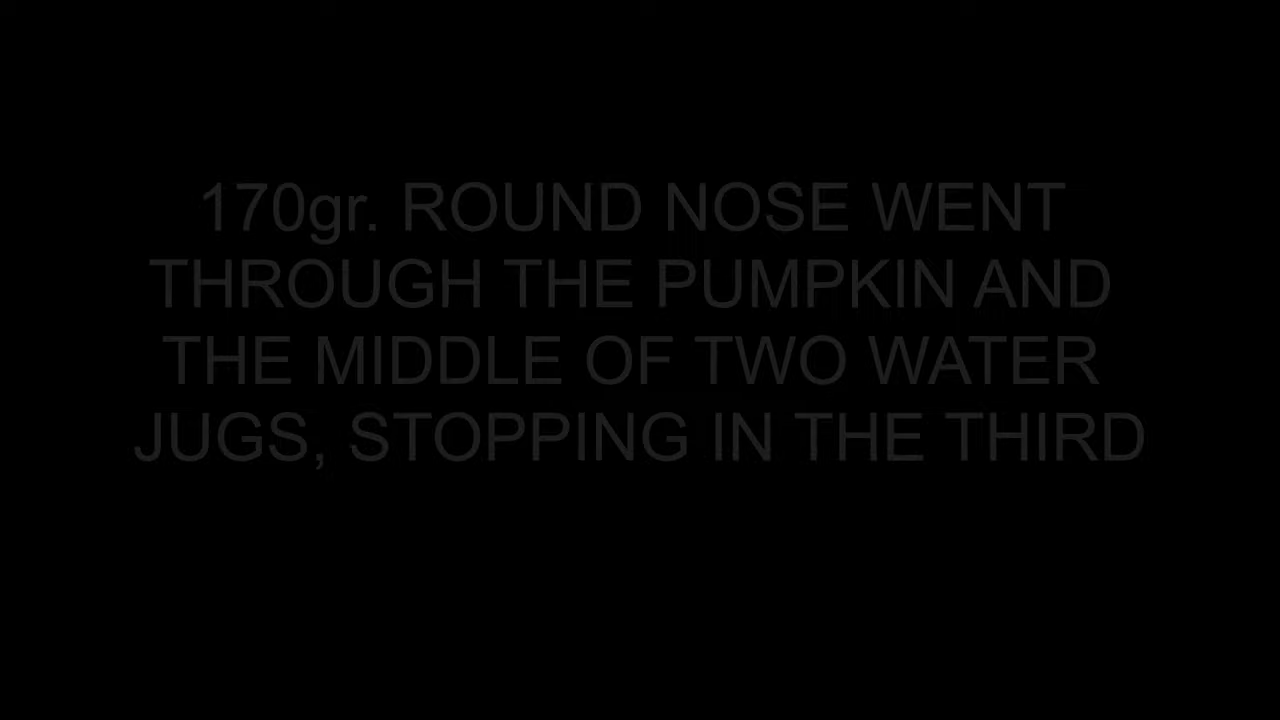 170gr. ROUND NOSE WENT
THROUGH THE PUMPKIN AND
THE MIDDLE OF TWO WATER
JUGS, STOPPING IN THE THIRD